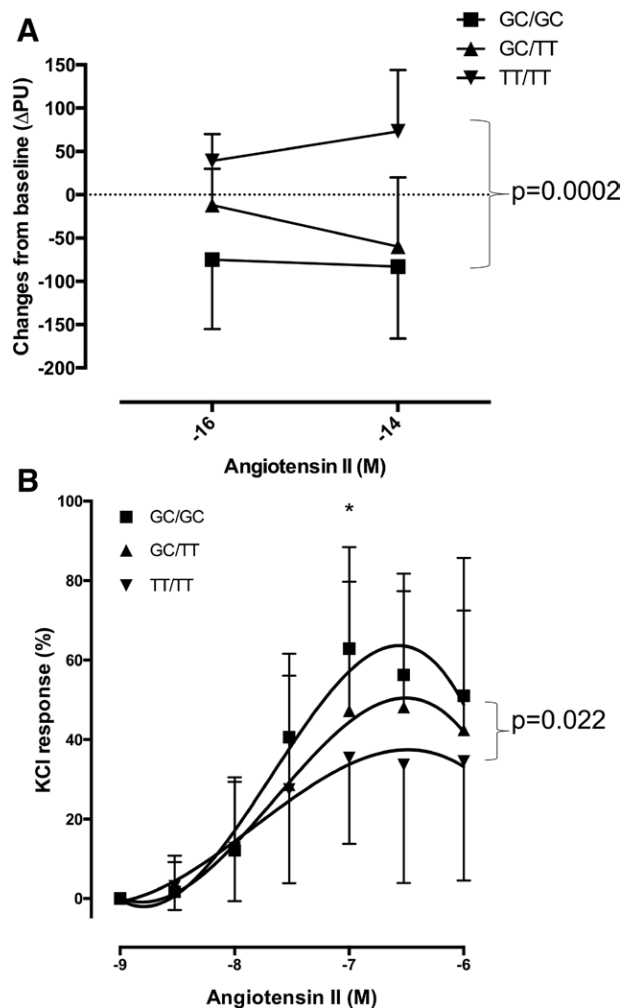 A
GC/GC
GC/TT
TT/TT
Changes from baseline (ΔPU)
150
100
50
0
-50
-100
-150
-200
p=0.0002
-16
-14
Angiotensin II (M)
B
GC/GC
GC/TT
TT/TT
*
KCl response (%)
100
80
60
40
20
0
p=0.022
-9
-8
-7
-6
Angiotensin II (M)